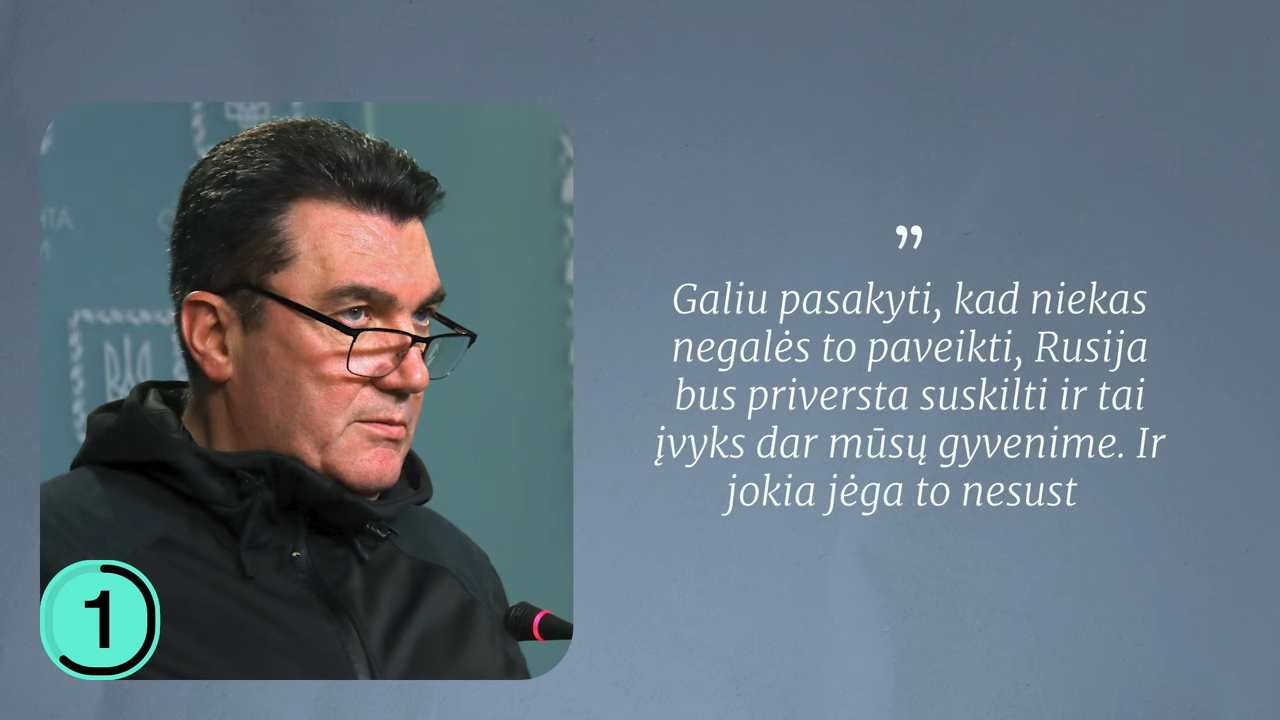 ”
Galiu pasakyti, kad niekas
negalės to paveikti, Rusija
bus priversta suskilti ir tai
įvyks dar mūsų gyvenime. Ir
jokia jėga to nesust
1